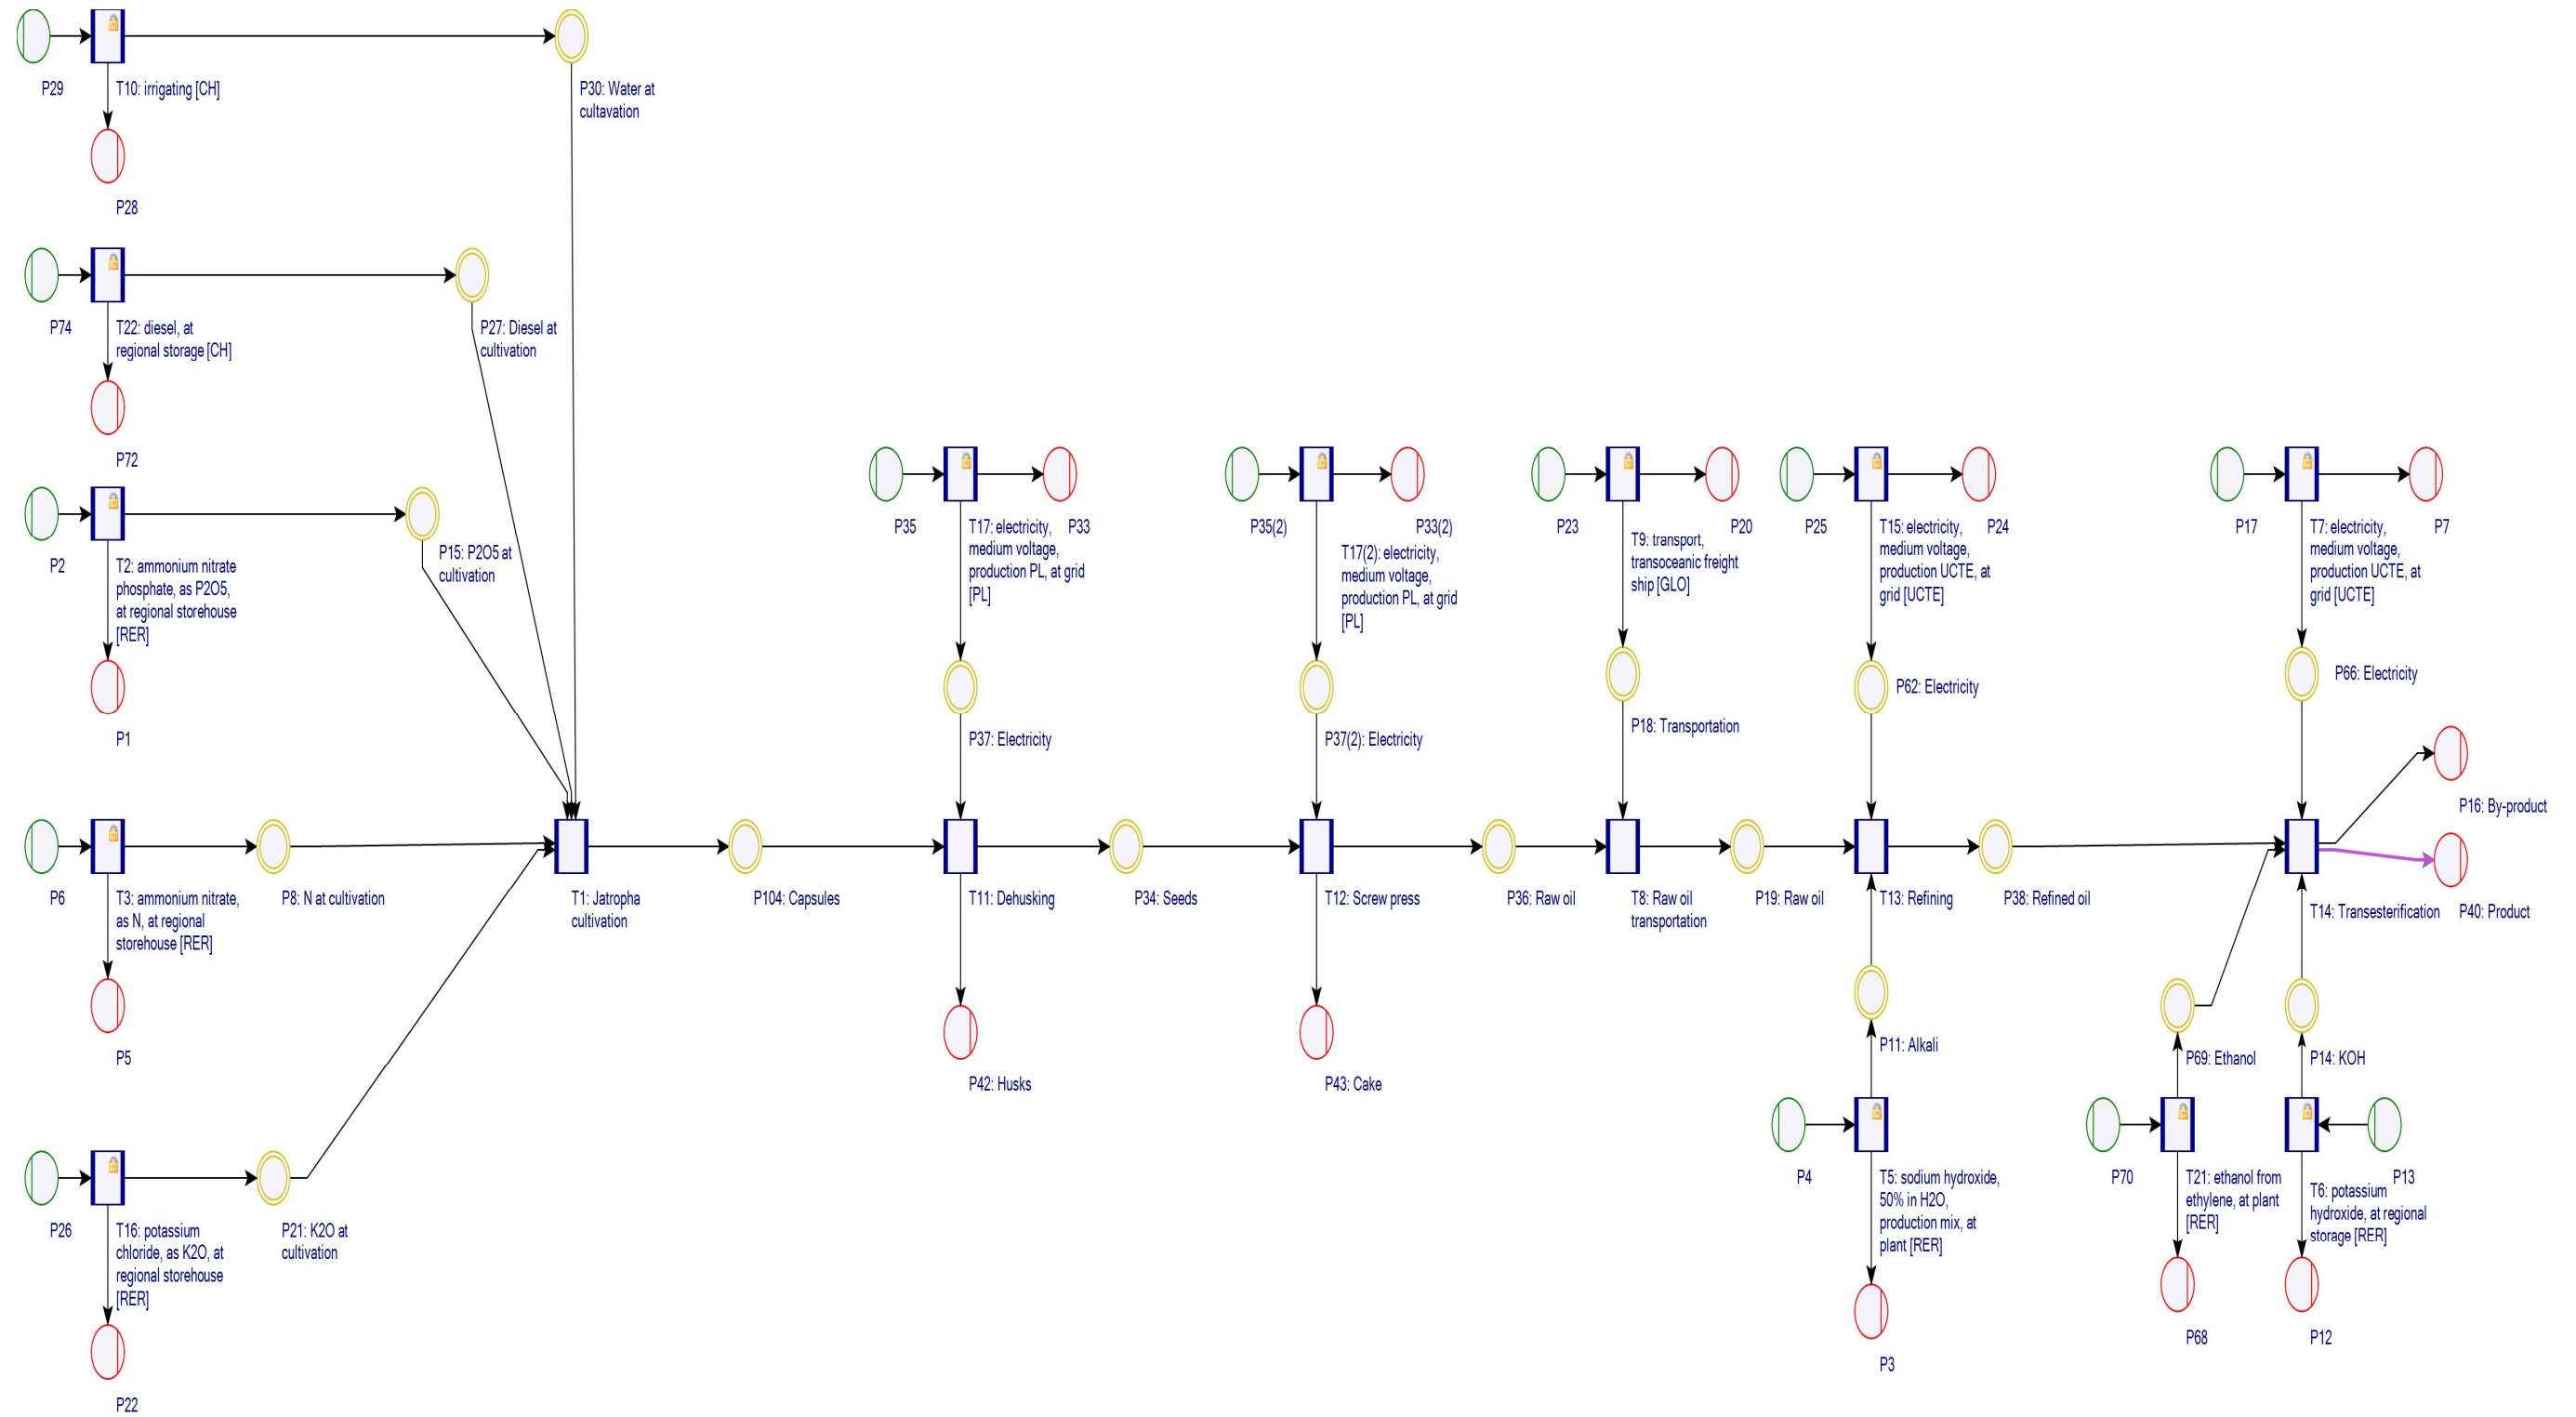 P29
T10: irrigating [CH]
P30: Water at
cultavation
P28
P74
T22: diesel, at
regional storage [CH]
P27: Diesel at
cultivation
P72
P2
T2: ammonium nitrate
phosphate, as P2O5,
at regional storehouse
[RER]
P15: P2O5 at
cultivation
P1
P35
T17: electricity,
medium voltage,
production PL, at grid
[PL]
P33
P35(2)
T17(2): electricity,
medium voltage,
production PL, at grid
[PL]
P33(2)
P23
T9: transport,
transoceanic freight
ship [GLO]
P20
P25
T15: electricity,
medium voltage,
production UCTE, at
grid [UCTE]
P24
P17
T7: electricity,
medium voltage,
production UCTE, at
grid [UCTE]
P7
P37: Electricity
P37(2): Electricity
P18: Transportation
P62: Electricity
P66: Electricity
P16: By-product
P6
T3: ammonium nitrate,
as N, at regional
storehouse [RER]
P8: N at cultivation
T1: Jatropha
cultivation
P104: Capsules
T11: Dehusking
P34: Seeds
T12: Screw press
P36: Raw oil
T8: Raw oil
transportation
P19: Raw oil
T13: Refining
P38: Refined oil
T14: Transesterification
P40: Product
P5
P42: Husks
P43: Cake
P11: Alkali
P69: Ethanol
P14: KOH
P26
T16: potassium
chloride, as K2O, at
regional storehouse
[RER]
P21: K2O at
cultivation
P4
T5: sodium hydroxide,
50% in H2O,
production mix, at
plant [RER]
P70
T21: ethanol from
ethylene, at plant
[RER]
T6: potassium
hydroxide, at regional
storage [RER]
P13
P3
P68
P12
P22